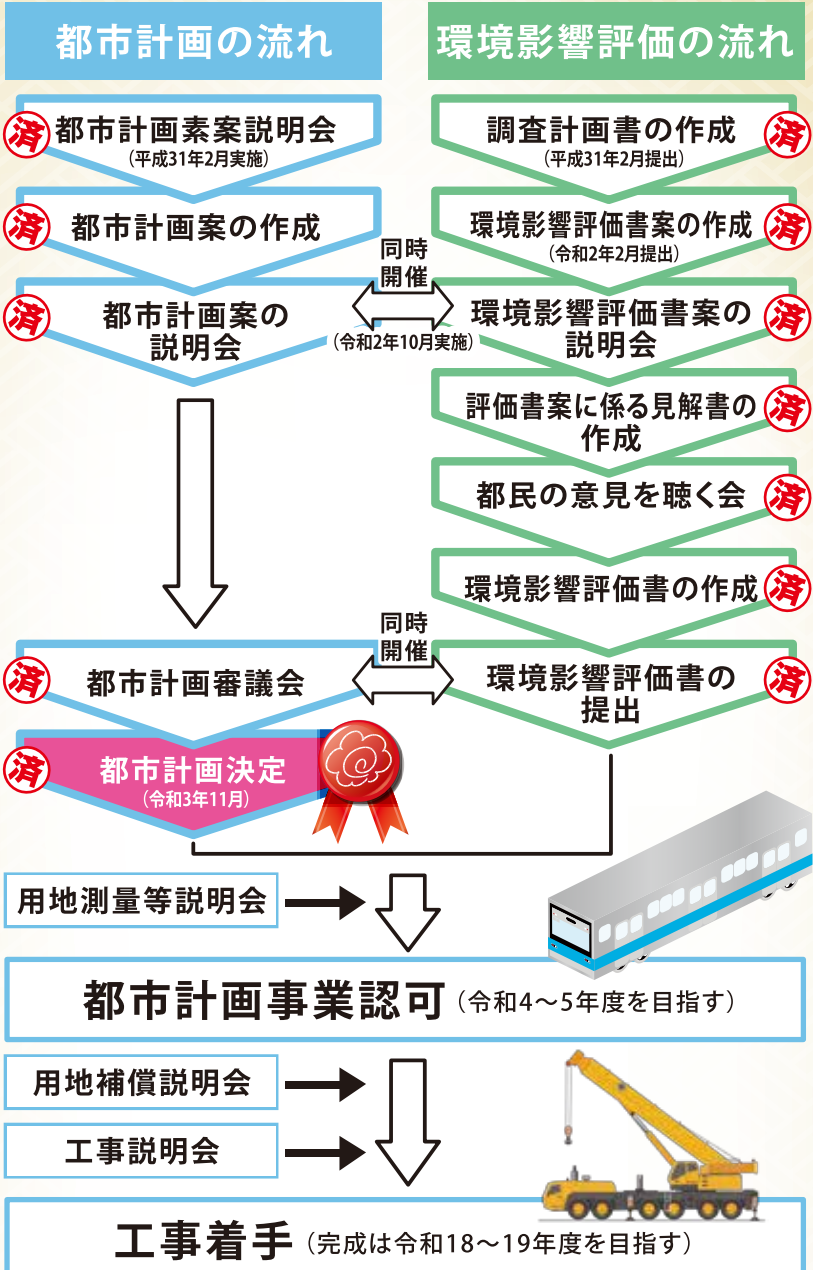 都市計画の流れ
済
都市計画素案説明会
(平成31年2月実施)
済
都市計画案の作成
済
都市計画案の
説明会
同時
開催
(令和2年10月実施)
済
都市計画審議会
同時
開催
済
都市計画決定
(令和3年11月)
環境影響評価の流れ
調査計画書の作成
(平成31年2月提出)
済
環境影響評価書案の作成
(令和2年2月提出)
済
環境影響評価書案の
説明会
済
評価書案に係る見解書の
作成
済
都民の意見を聴く会
済
環境影響評価書の作成
済
環境影響評価書の
提出
済
用地測量等説明会
都市計画事業認可(令和4〜5年度を目指す)
用地補償説明会
工事説明会
工事着手(完成は令和18〜19年度を目指す)